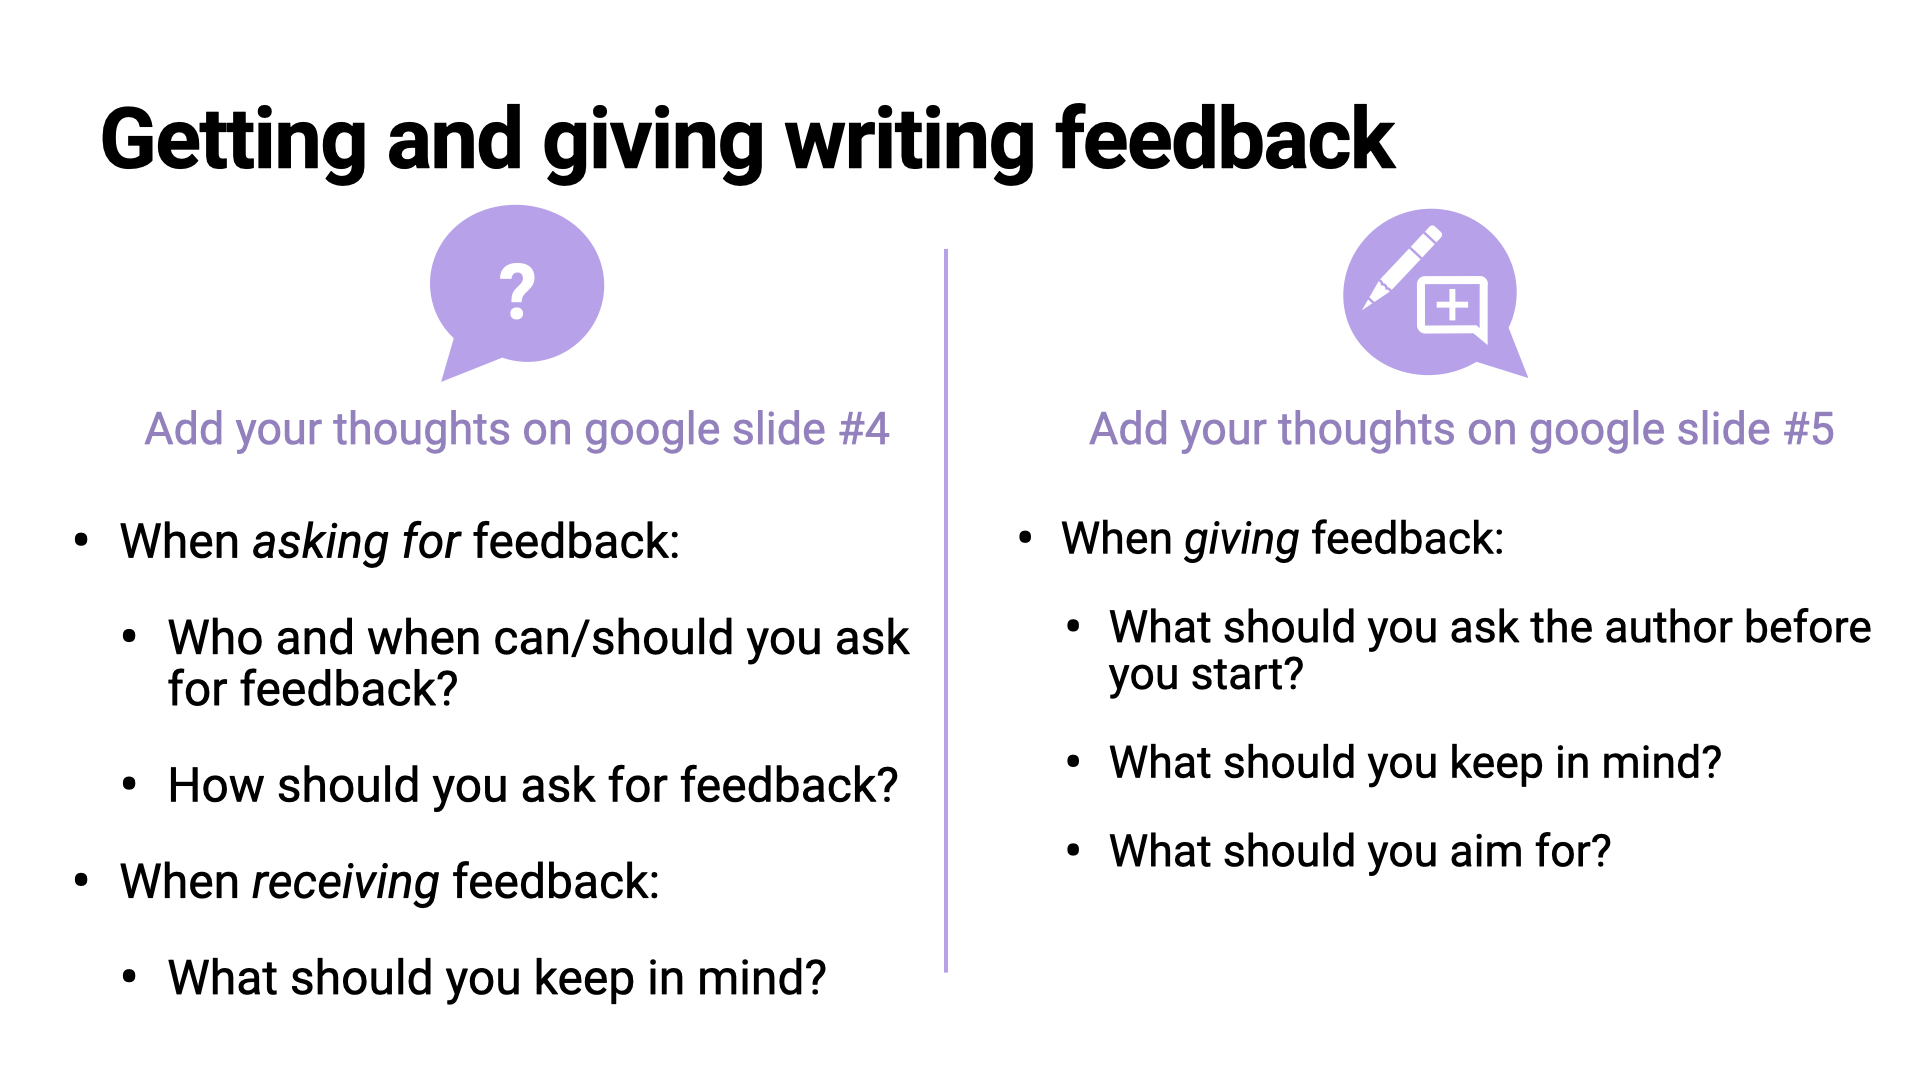 Getting and giving writing feedback
?
Add your thoughts on google slide #4
• When asking for feedback:
• Who and when can/should you ask
for feedback?
• How should you ask for feedback?
• When receiving feedback:
• What should you keep in mind?
Add your thoughts on google slide #5
• When giving feedback:
• What should you ask the author before
you start?
• What should you keep in mind?
• What should you aim for?